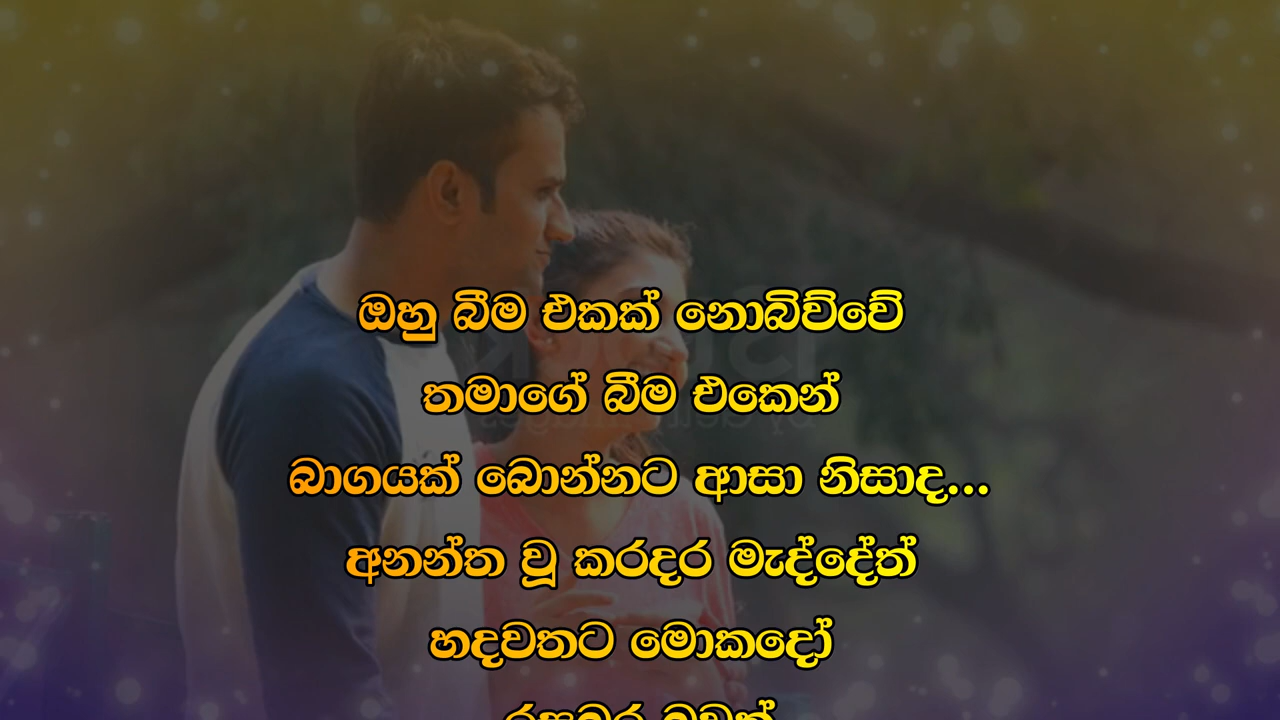 ඔහු බීම එකක් නොබිව්වේ
තමාගේ බීම එකෙන්
බාගයක් බොන්නට ආසා නිසාද...
අනන්ත වූ කරදර මැද්දේත්
හදවතට මොකදෝ